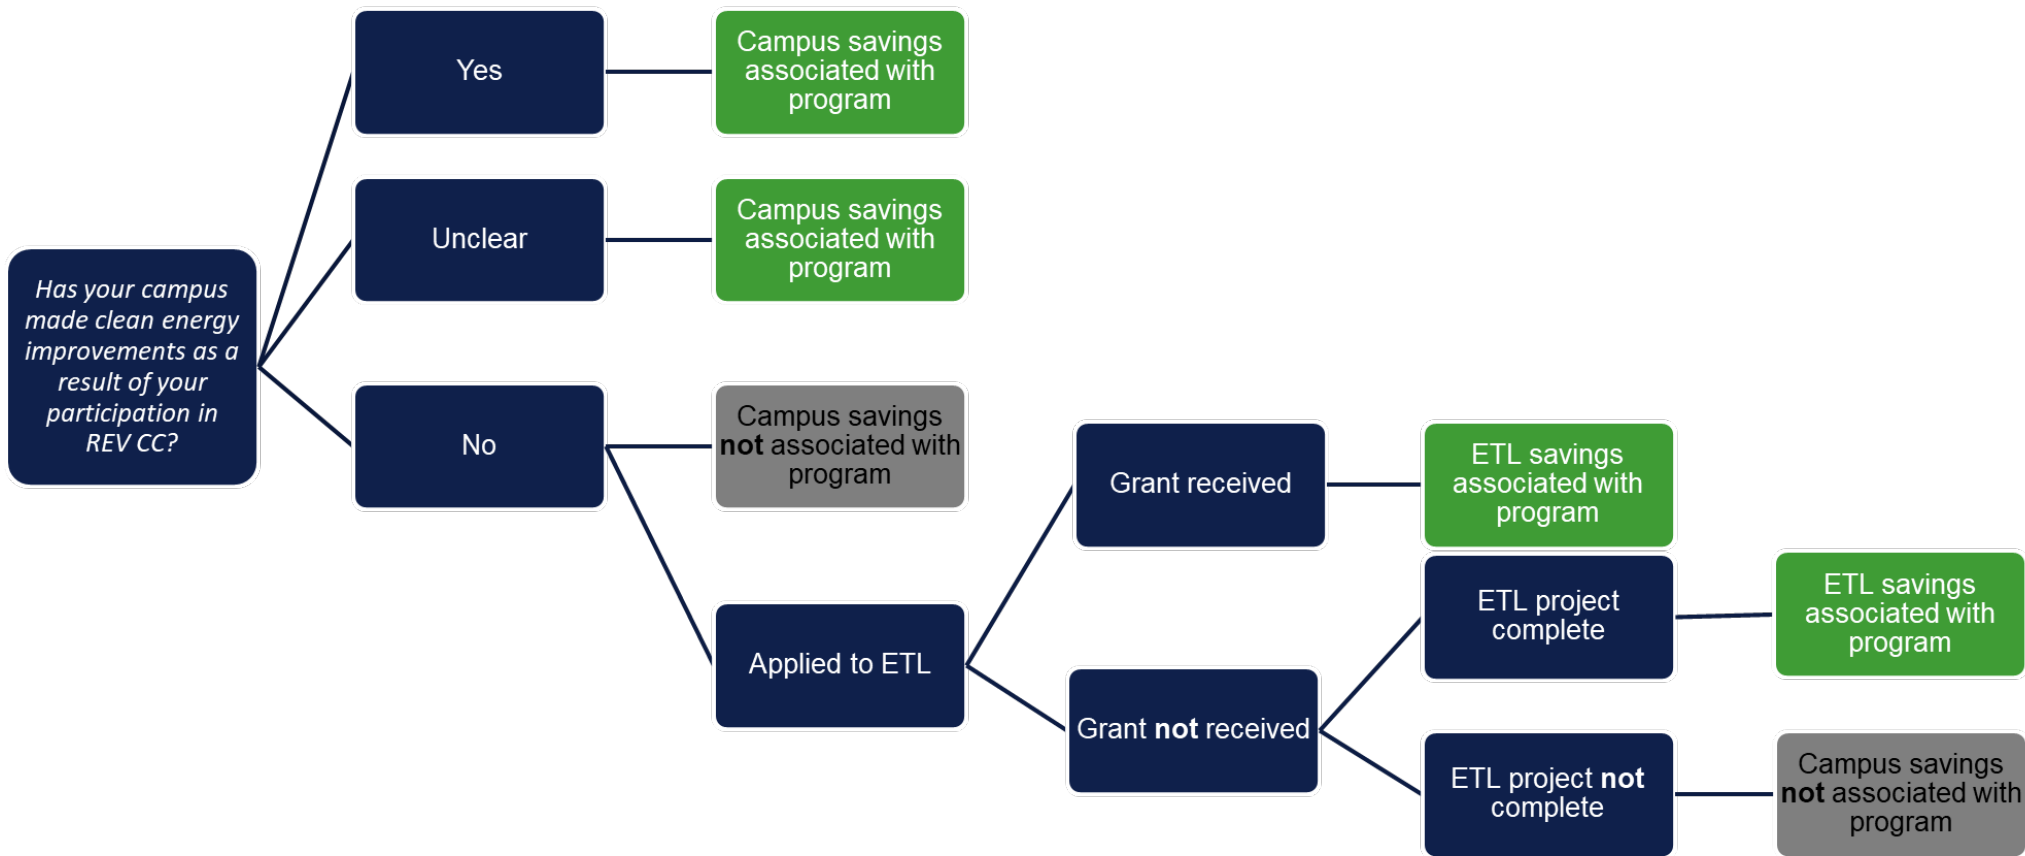 Yes
Campus savings
associated with
program
Unclear
Campus savings
associated with
program
Has your campus
made clean energy
improvements as a
result of your
participation in
REV CC?
No
Campus savings
not associated with
program
Applied to ETL
Grant received
ETL savings
associated with
program
Grant not received
ETL project
complete
ETL savings
associated with
program
ETL project not
complete
Campus savings
not associated with
program